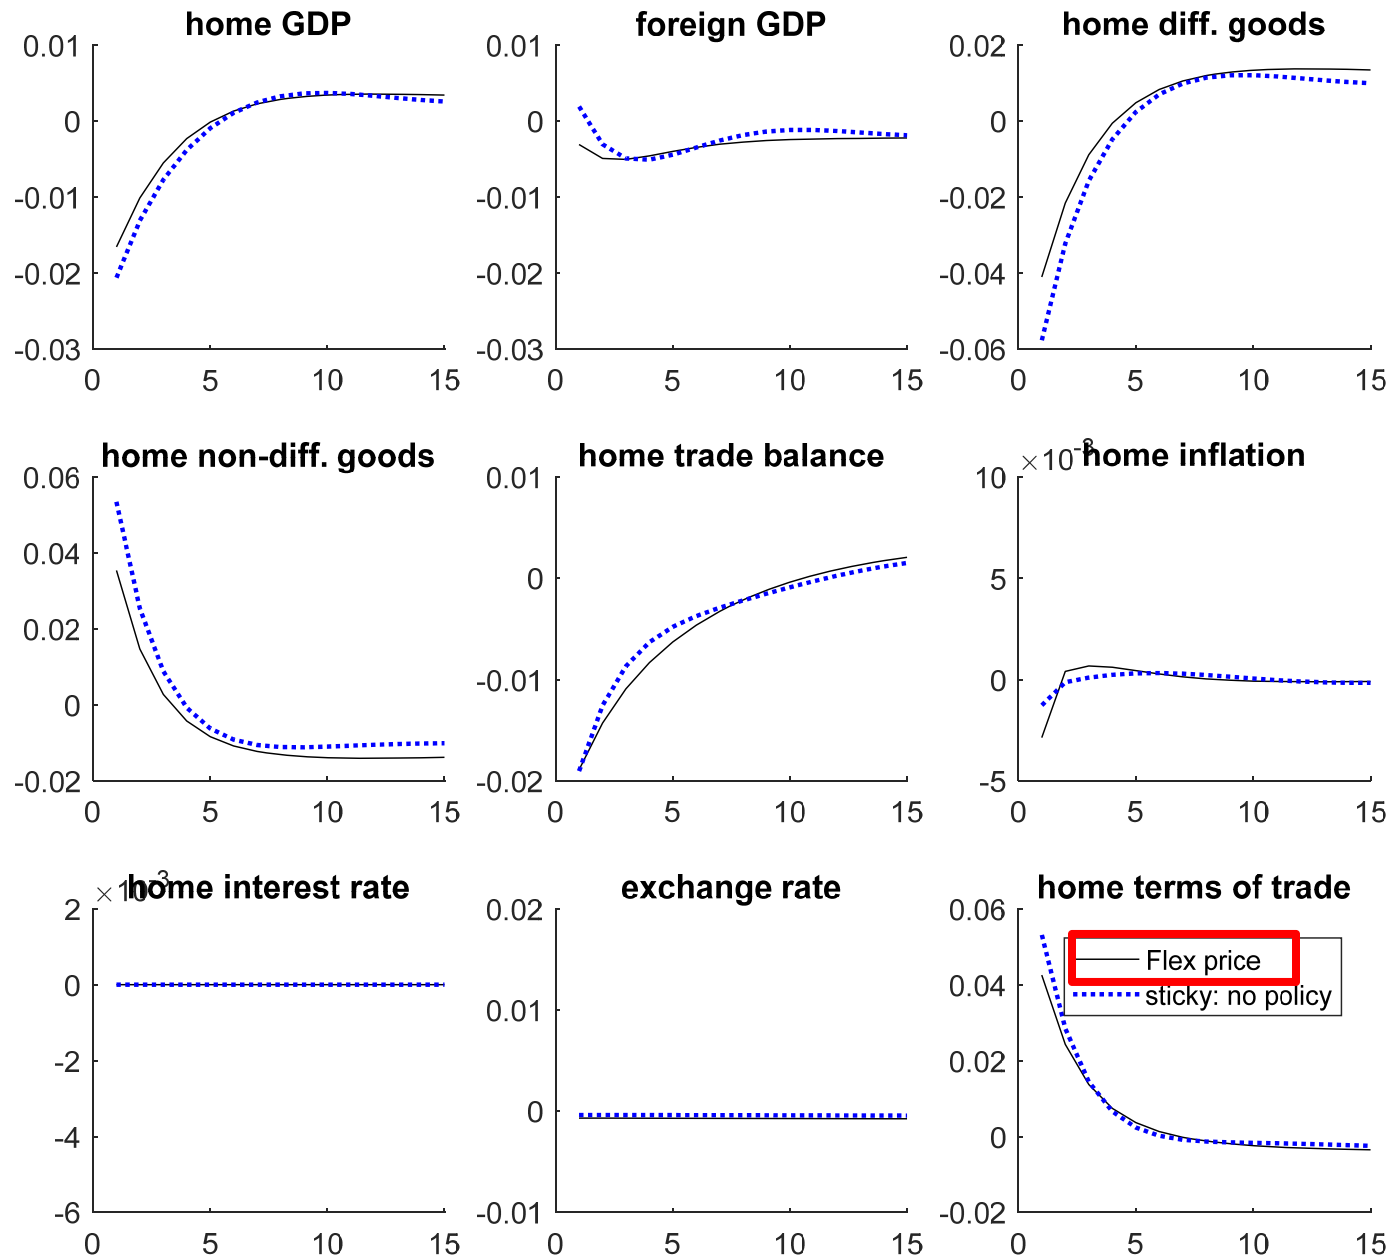 home GDP
0.01
0
-0.01
-0.02
-0.03
0 5 10 15
foreign GDP
0.01
0
-0.01
-0.02
-0.03
0 5 10 15
home diff. goods
0.02
0
-0.02
-0.04
-0.06
0 5 10 15
home non-diff. goods
0.06
0.04
0.02
0
-0.02
0 5 10 15
home trade balance
0.01
0
-0.01
-0.02
0 5 10 15
×10-3
home inflation
10
5
0
-5
0 5 10 15
×10-3
home interest rate
2
0
-2
-4
-6
0 5 10 15
exchange rate
0.02
0.01
0
-0.01
0 5 10 15
home terms of trade
0.06
0.04
0.02
0
-0.02
0 5 10 15
Flex price
sticky: no policy